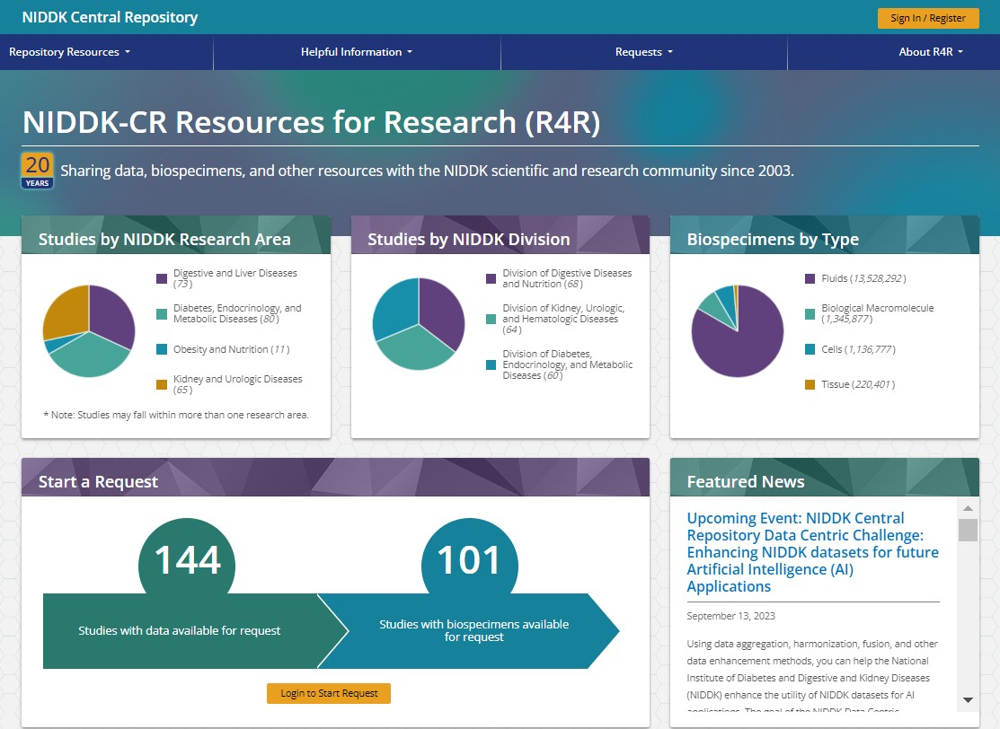 NIDDK Central Repository
Sign In / Register
Repository Resources
Helpful Information
Requests
About R4R
NIDDK-CR Resources for Research (R4R)
20
YEARS
Sharing data, biospecimens, and other resources with the NIDDK scientific and research community since 2003.
Studies by NIDDK Research Area
Digestive and Liver Diseases
(73)
Diabetes, Endocrinology, and
Metabolic Diseases (80)
Obesity and Nutrition (11)
Kidney and Urologic Diseases
(65)
* Note: Studies may fall within more than one research area.
Studies by NIDDK Division
Division of Digestive Diseases
and Nutrition (68)
Division of Kidney, Urologic,
and Hematologic Diseases
(64)
Division of Diabetes,
Endocrinology, and Metabolic
Diseases (60)
Biospecimens by Type
Fluids (13,528,292)
Biological Macromolecule
(1,345,877)
Cells (1,136,777)
Tissue (220,401)
Start a Request
144
Studies with data available for request
101
Studies with biospecimens available
for request
Login to Start Request
Featured News
Upcoming Event: NIDDK Central
Repository Data Centric Challenge:
Enhancing NIDDK datasets for future
Artificial Intelligence (AI)
Applications
September 13, 2023
Using data aggregation, harmonization, fusion, and other
data enhancement methods, you can help the National
Institute of Diabetes and Digestive and Kidney Diseases
(NIDDK) enhance the utility of NIDDK datasets for AI
applications. The goal of the NIDDK Data Centric